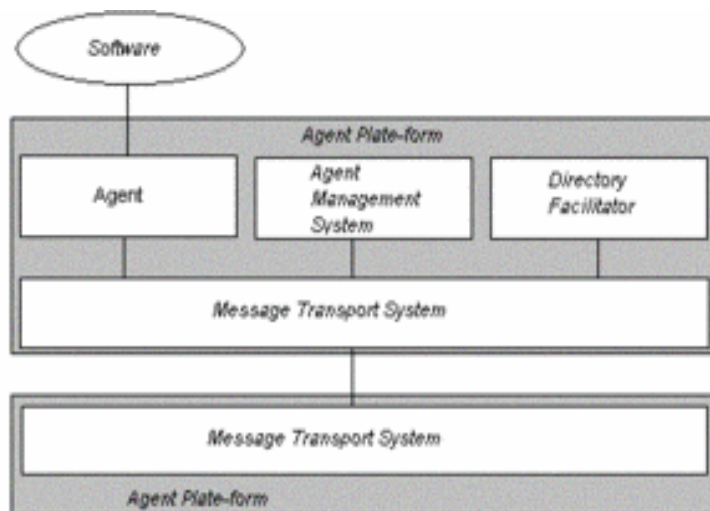 Software
Agent Plate-form
Agent
Agent
Management
System
Directory
Facilitator
Message Transport System
Message Transport System
Agent Plate-form